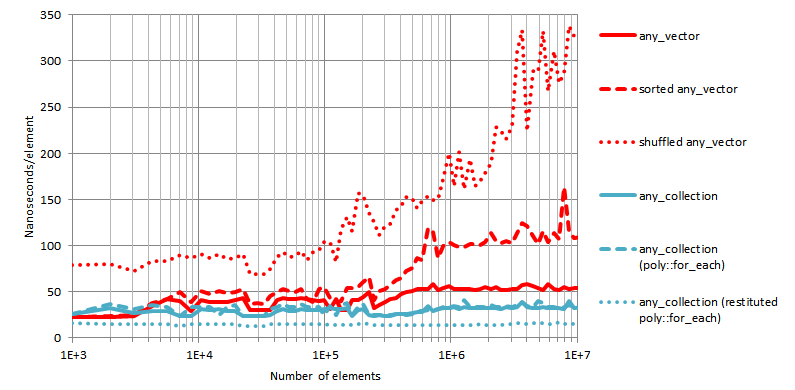 350
300
250
200
150
100
50
0
Nanoseconds/element
1E+3
1E+4
1E+5
1E+6
1E+7
Number of elements
any_vector
sorted any_vector
shuffled any_vector
any_collection
any_collection
(poly::for_each)
any_collection (restituted
poly::for_each)